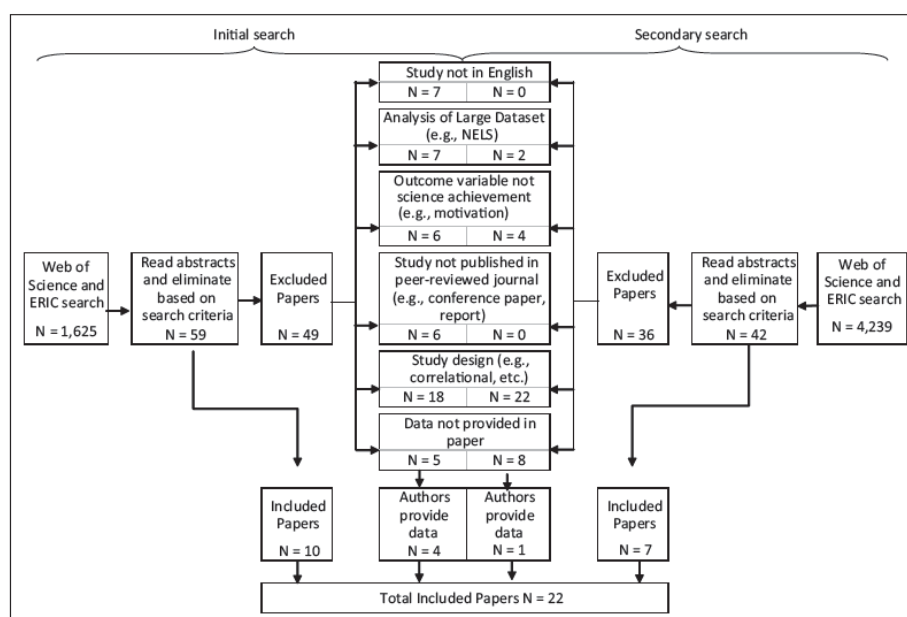 Initial search
Secondary search
Study not in English
N = 7 N = 0
Analysis of Large Dataset
(e.g., NELS)
N = 7 N = 2
Outcome variable not
science achievement
(e.g., motivation)
N = 6 N = 4
Study not published in
peer-reviewed journal
(e.g., conference paper,
report)
N = 6 N = 0
Study design (e.g.,
correlational, etc.)
N = 18 N = 22
Data not provided in
paper
N = 5 N = 8
Web of
Science and
ERIC search
N = 1,625
Read abstracts
and eliminate
based on
search criteria
N = 59
Excluded
Papers
N = 49
Excluded
Papers
N = 36
Read abstracts
and eliminate
based on
search criteria
N = 42
Web of
Science and
ERIC search
N = 4,239
Included
Papers
N = 10
Authors
provide
data
N = 4
Authors
provide
data
N = 1
Included
Papers
N = 7
Total Included Papers N = 22